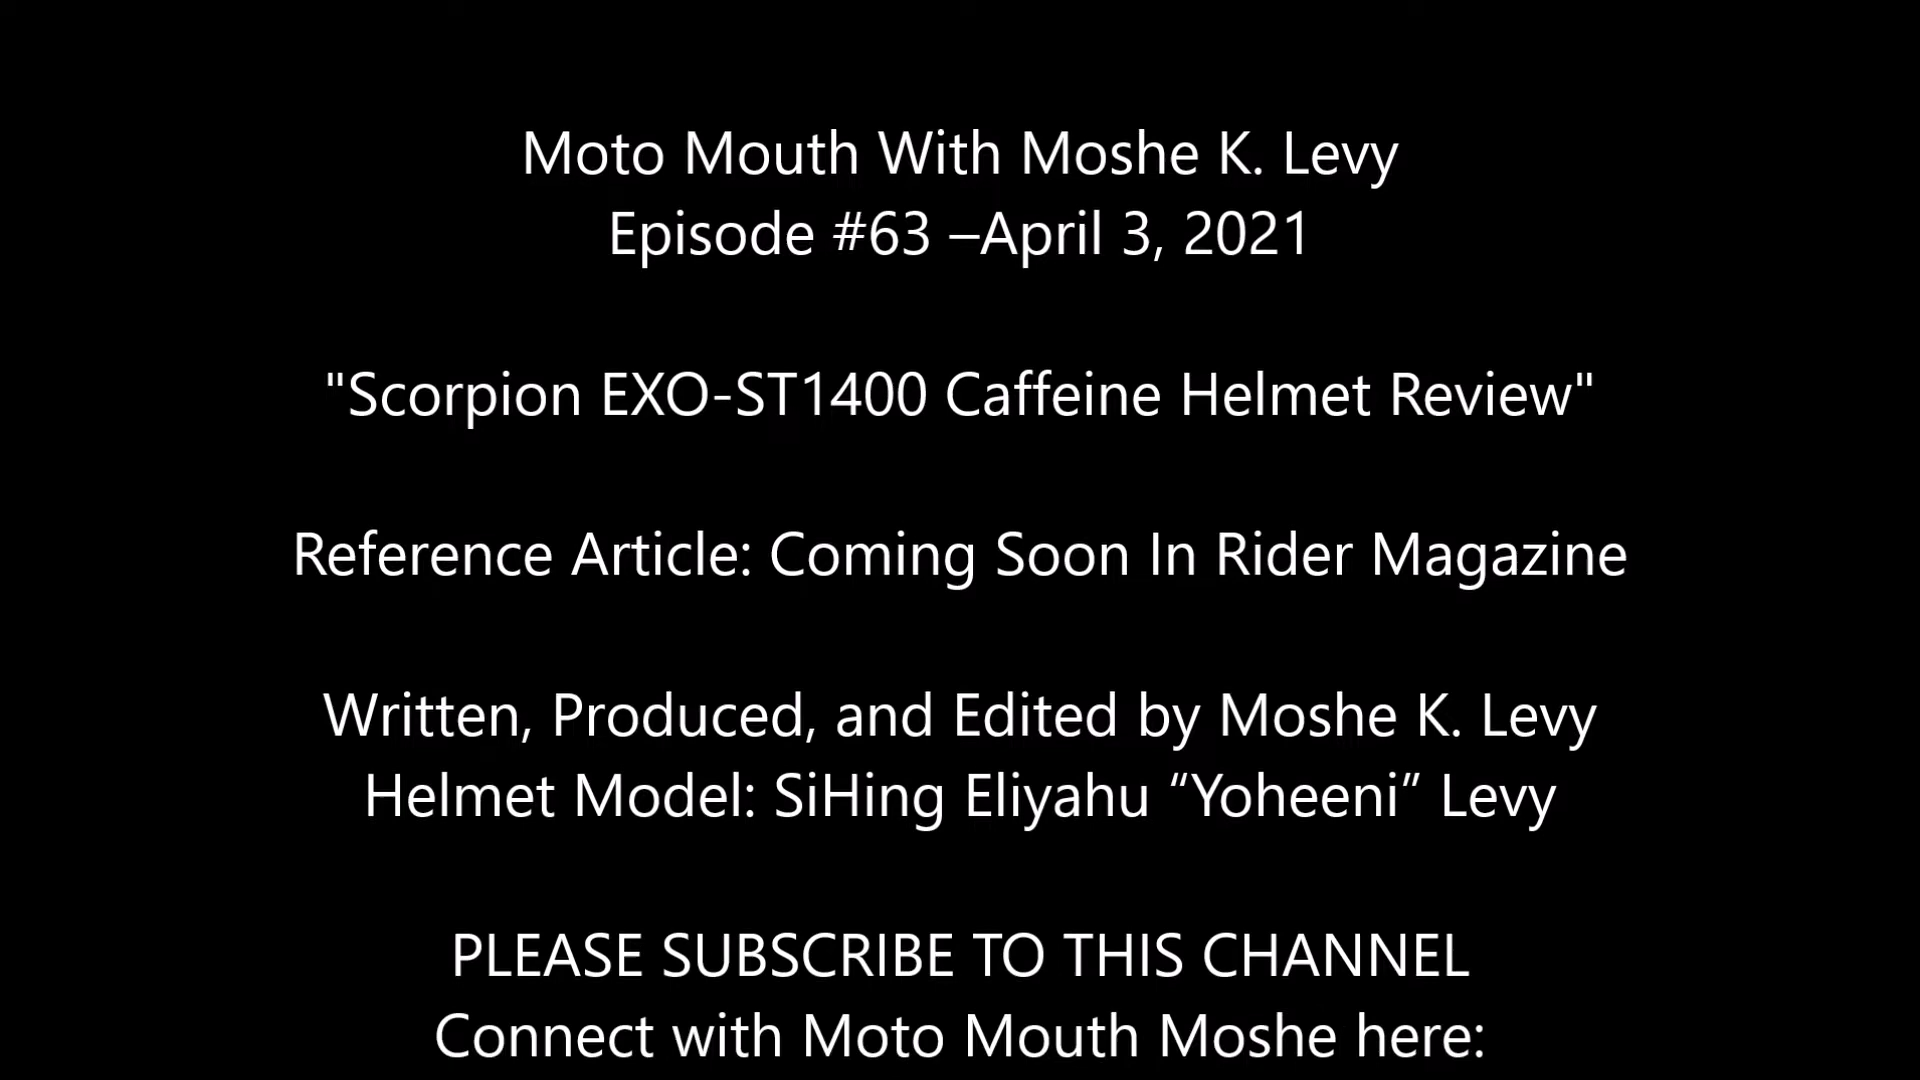 Moto Mouth With Moshe K. Levy
Episode #63 –April 3, 2021
"Scorpion EXO-ST1400 Caffeine Helmet Review"
Reference Article: Coming Soon In Rider Magazine
Written, Produced, and Edited by Moshe K. Levy
Helmet Model: SiHing Eliyahu “Yoheeni” Levy
PLEASE SUBSCRIBE TO THIS CHANNEL
Connect with Moto Mouth Moshe here: